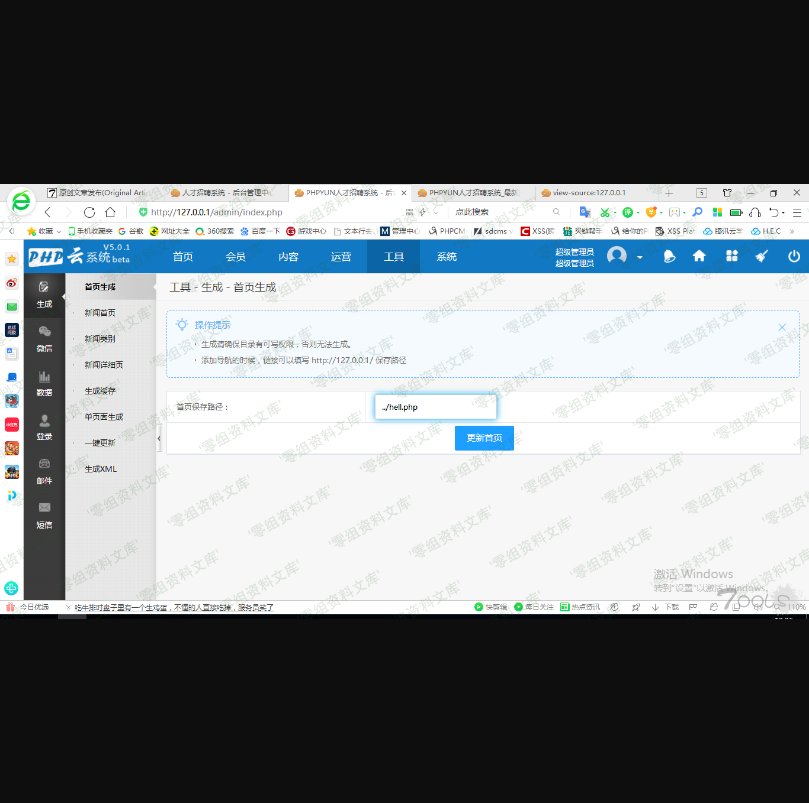 原创文章发布(Original Arti
人才招聘系统 - 后台管理中
PHPYUN人才招聘系统 - 后台
PHPYUN人才招聘系统_最新
view-source:127.0.0.1
5
http://127.0.0.1/admin/index.php
点此搜索
收藏
手机收藏夹
谷歌
网址大全
360搜索
百度一下
游戏中心
文本行去
管理中心
PHPCM
sdcms
XSS
XSS Plat
腾讯云
H.E.C
PHP云系统
V5.0.1
beta
首页
会员
内容
运营
工具
系统
超级管理员
超级管理员
生成
微信
数据
登录
邮件
短信
首页生成
新闻首页
新闻类别
新闻详细页
生成缓存
单页面生成
一键更新
生成XML
工具 - 生成 - 首页生成
操作提示
生成请确保目录有可写权限，否则无法生成。
添加导航的时候，链接可以填写 http://127.0.0.1/ 保存路径
首页保存路径：
../hell.php
更新首页
零组资料文库
激活 Windows
转到"设置"以激活 Windows。
7ools
今日优选
吃牛排时盘子里有一个生鸡蛋，不懂的人直接吃掉，服务员笑了
快剪辑
每日关注
热点资讯
下载
110%